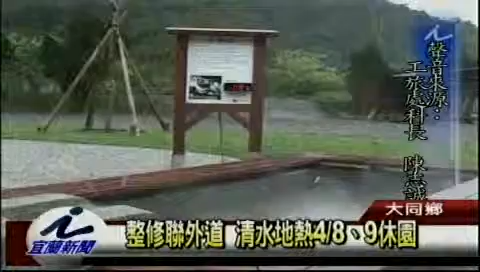 聲音來源：
工旅處科長
大同鄉
整修聯外道 清水地熱4/8、9休園
宜蘭新聞